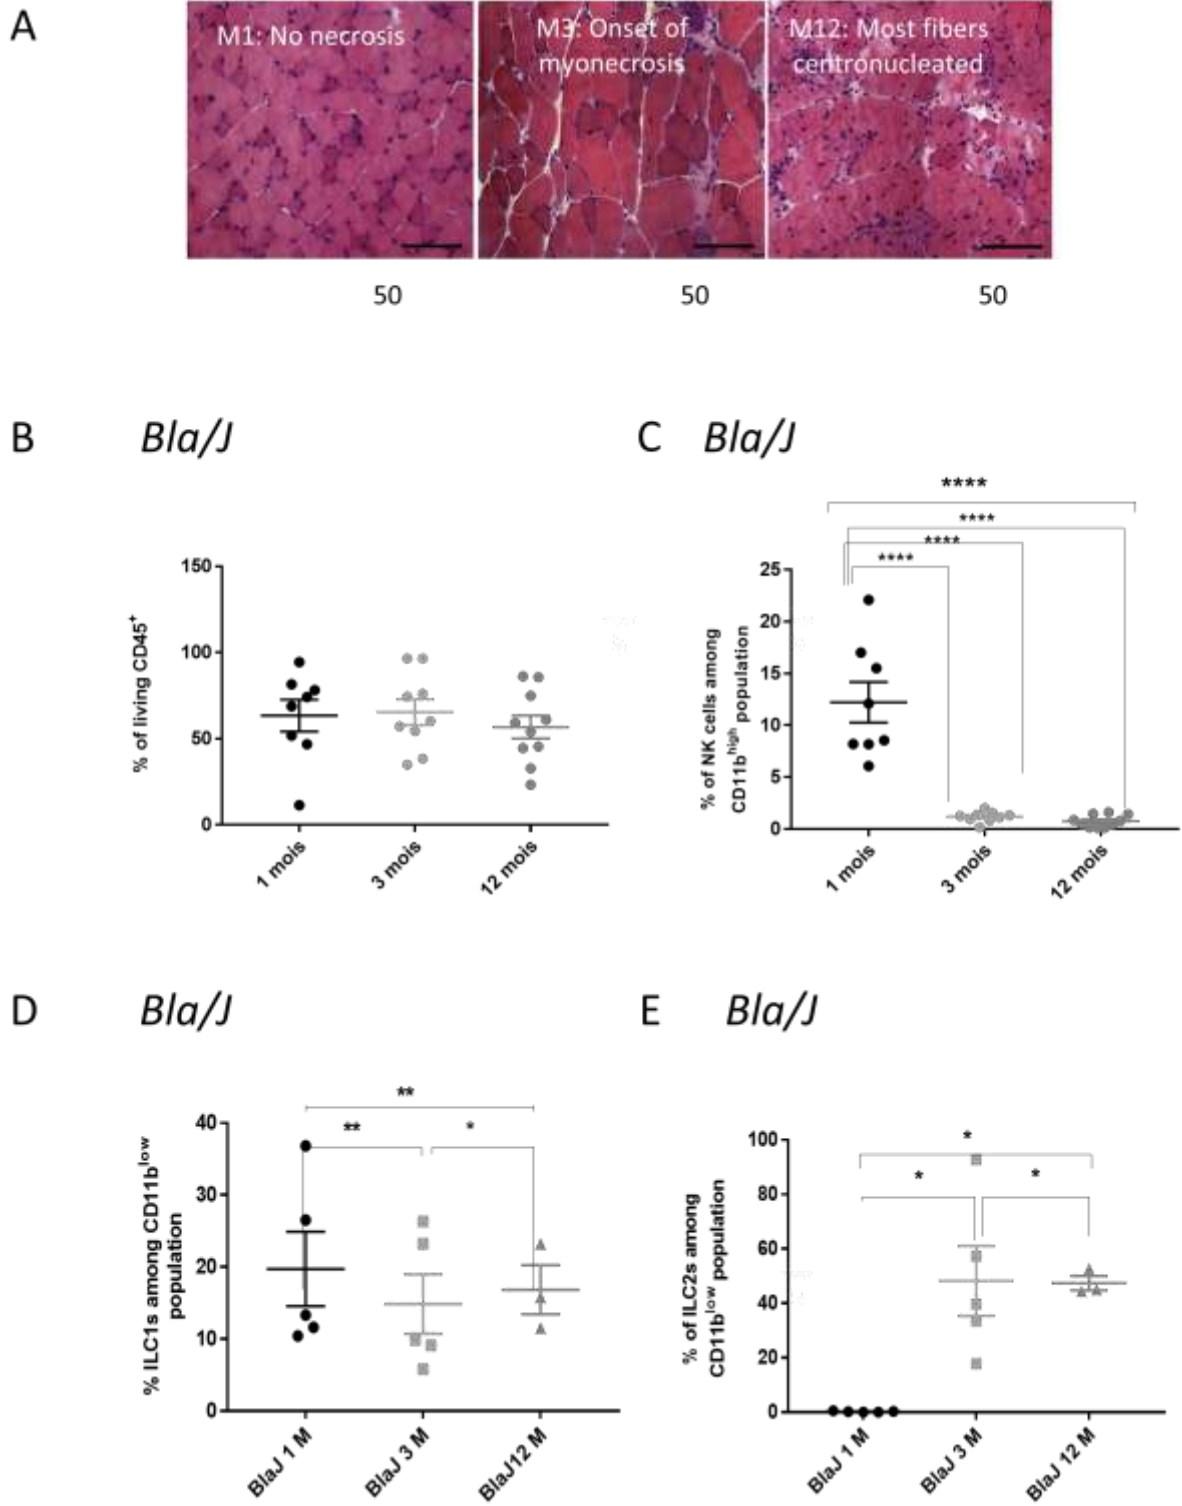 A
M1: No necrosis
M3: Onset of
myonecrosis
M12: Most fibers
centronucleated
50
50
50
B
Bla/J
% of living CD45+
150
100
50
0
1 mois
3 mois
12 mois
C
Bla/J
****
****
****
****
% of NK cells among
CD11bhigh population
25
20
15
10
5
0
1 mois
3 mois
12 mois
D
Bla/J
**
**
*
% ILC1s among CD11blow
population
40
30
20
10
0
BlaJ 1 M
BlaJ 3 M
BlaJ12 M
E
Bla/J
*
*
*
% of ILC2s among
CD11blow population
100
80
60
40
20
0
BlaJ 1 M
BlaJ 3 M
BlaJ 12 M